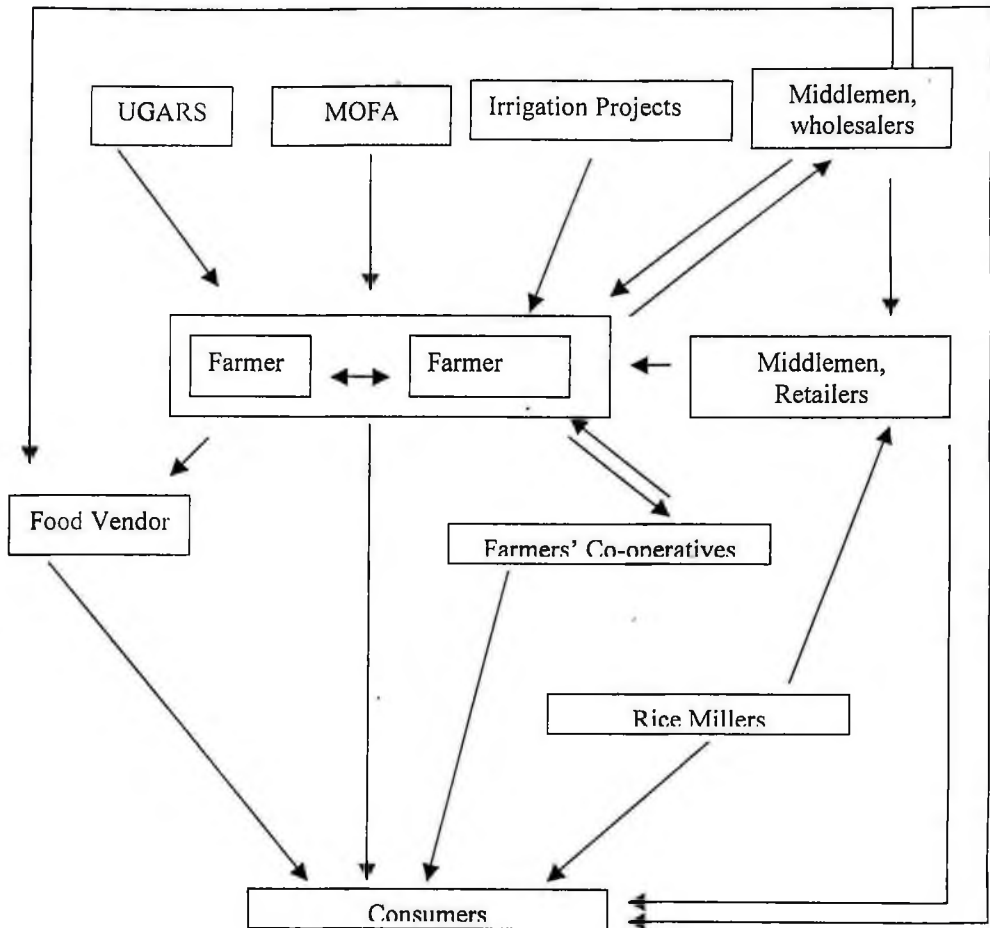 UGARS
MOFA
Irrigation Projects
Middlemen,
wholesalers
Farmer
Farmer
Middlemen,
Retailers
Food Vendor
Farmers' Co-operatives
Rice Millers
Consumers